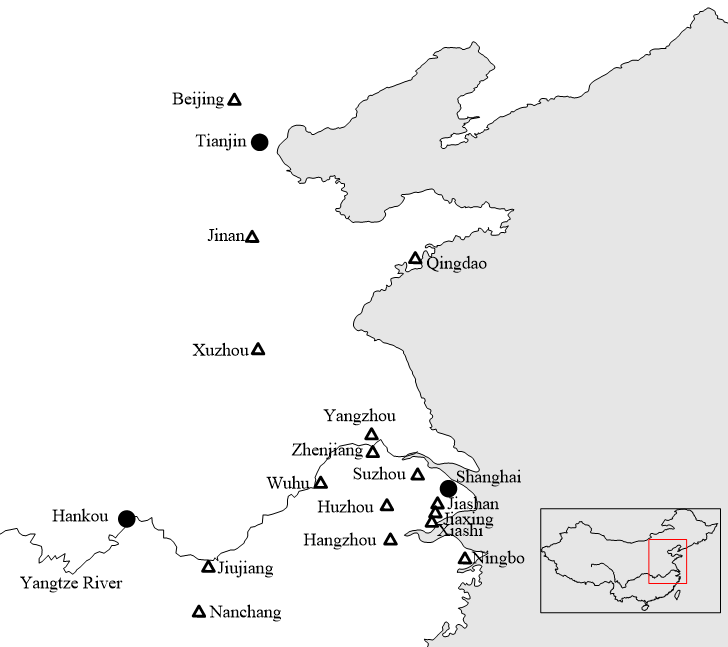 Beijing
Tianjin
Jinan
Qingdao
Xuzhou
Yangzhou
Zhenjiang
Suzhou
Shanghai
Wuhu
Huzhou
Jiashan
Hankou
Jiaxing
Xiashi
Hangzhou
Ningbo
Jiujiang
Yangtze River
Nanchang